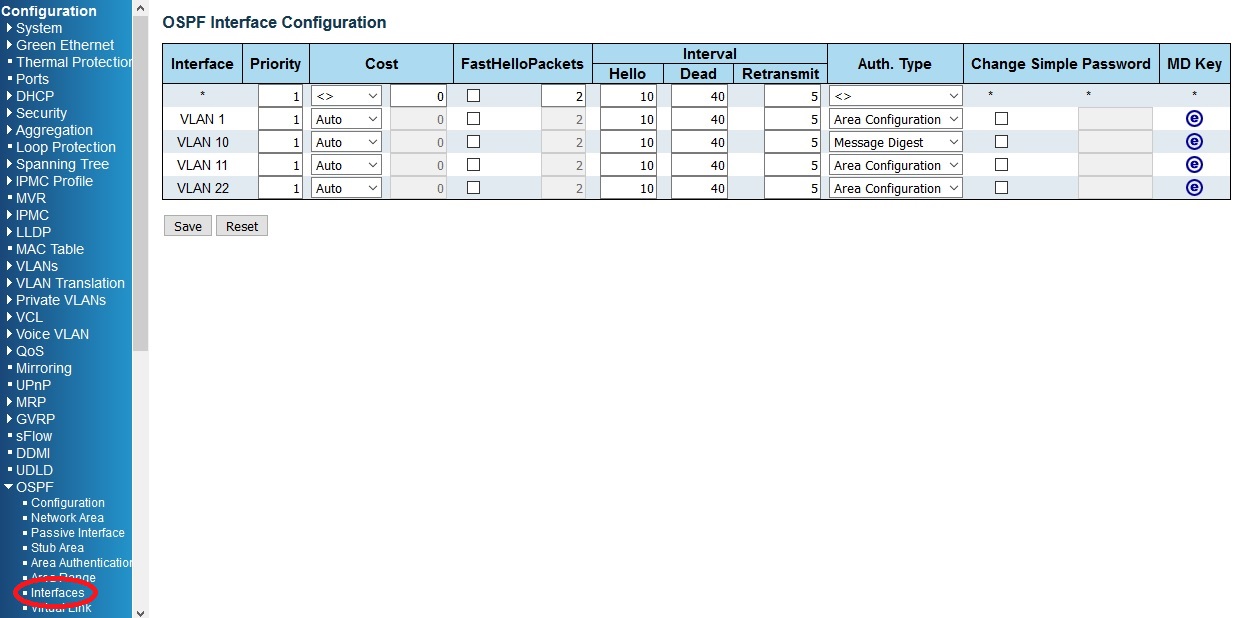 Configuration
System
Green Ethernet
Thermal Protection
Ports
DHCP
Security
Aggregation
Loop Protection
Spanning Tree
IPMC Profile
MVR
IPMC
LLDP
MAC Table
VLANs
VLAN Translation
Private VLANs
VCL
Voice VLAN
QoS
Mirroring
UPnP
MRP
GVRP
sFlow
DDMI
UDLD
OSPF
Configuration
Network Area
Passive Interface
Stub Area
Area Authentication
Area Range
Interfaces
Virtual Link
OSPF Interface Configuration
Interface Priority Cost FastHelloPackets Interval Auth. Type Change Simple Password MD Key
Hello Dead Retransmit
* 1 <> 0 2 10 40 5 <> * * *
VLAN 1 1 Auto 0 2 10 40 5 Area Configuration e
VLAN 10 1 Auto 0 2 10 40 5 Message Digest e
VLAN 11 1 Auto 0 2 10 40 5 Area Configuration e
VLAN 22 1 Auto 0 2 10 40 5 Area Configuration e
Save Reset